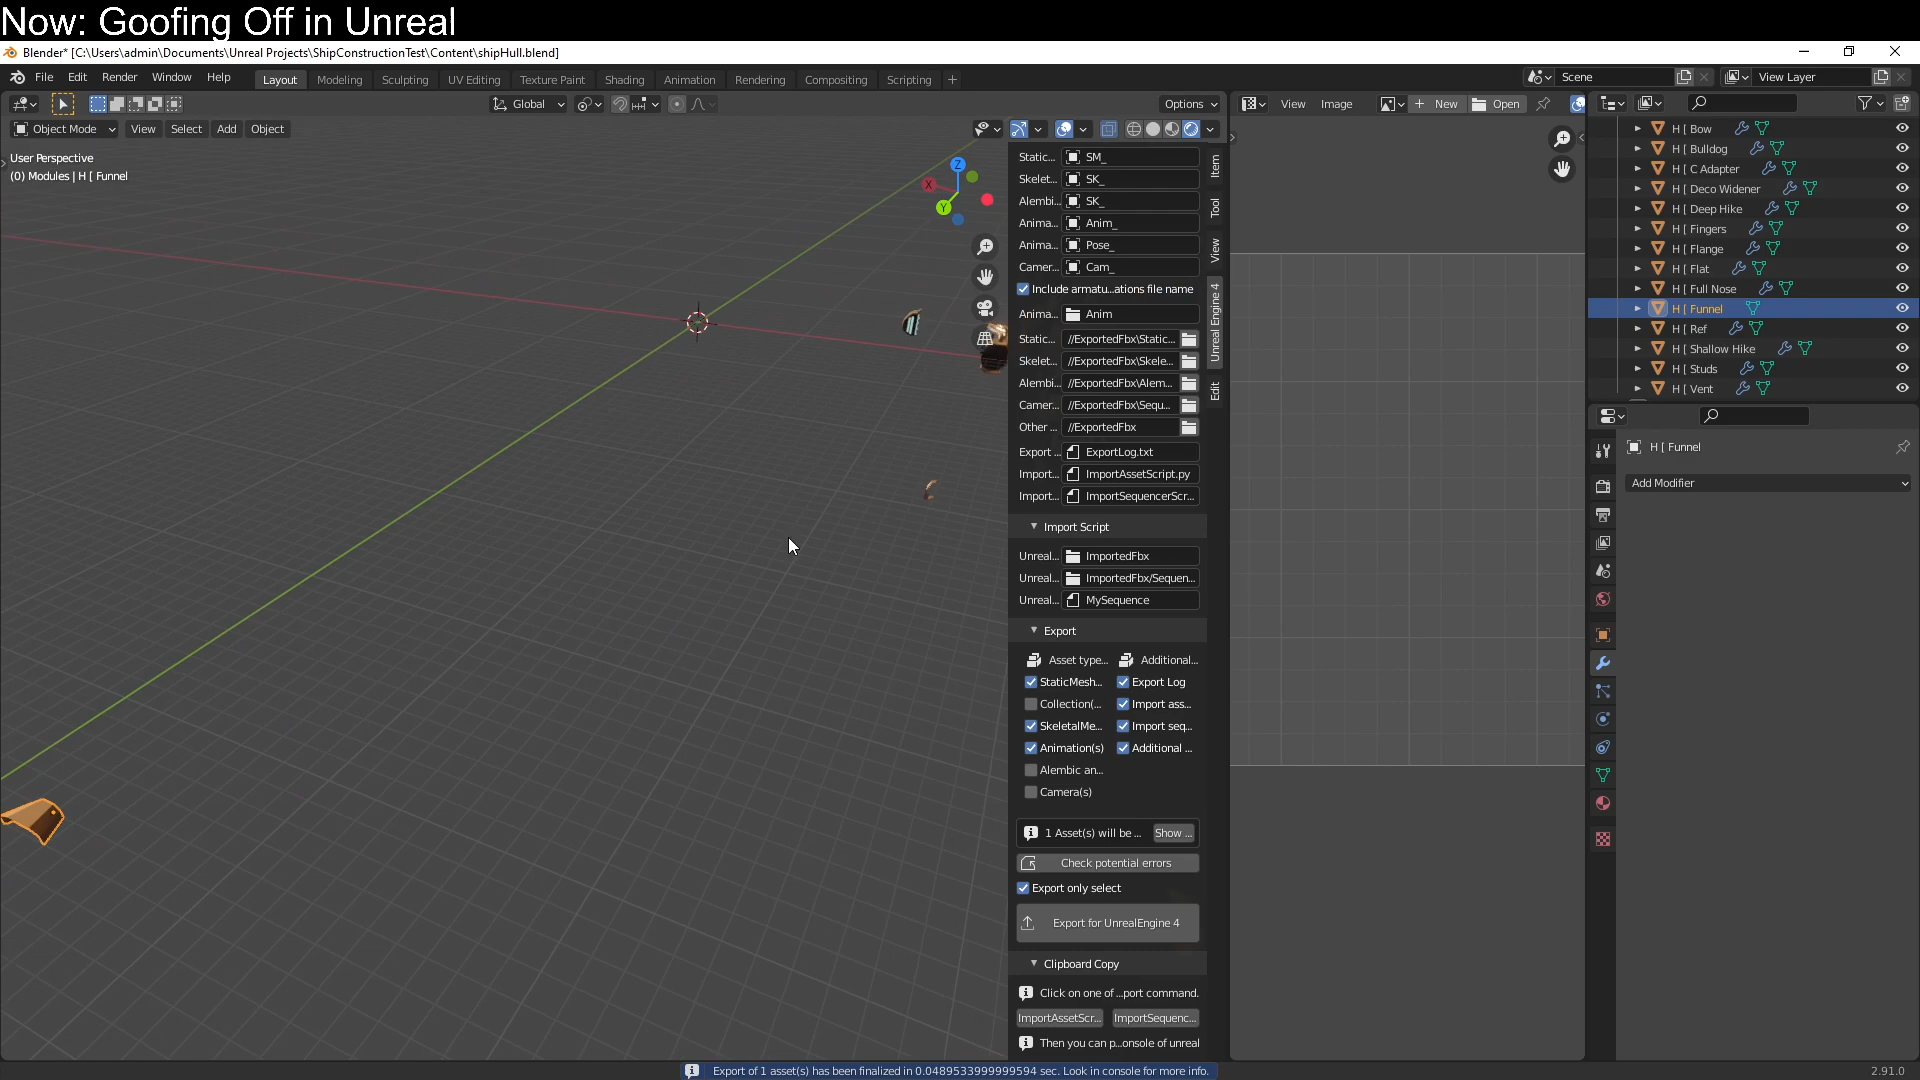 Now: Goofing Off in Unreal
Blender* [C:\Users\admin\Documents\Unreal Projects\ShipConstructionTest\Content\shipHull.blend]
File Edit Render Window Help Layout Modeling Sculpting UV Editing Texture Paint Shading Animation Rendering Compositing Scripting + Scene View Layer
Global Options View Image + New Open
Object Mode View Select Add Object
User Perspective
(0) Modules | H [ Funnel
X Y Z
Static... SM_
Skelet... SK_
Alembi... SK_
Anima... Anim_
Anima... Pose_
Camer... Cam_
Include armatu...ations file name
Anima... Anim
Static... //ExportedFbx\Static...
Skelet... //ExportedFbx\Skele...
Alembi... //ExportedFbx\Alem...
Camer... //ExportedFbx\Sequ...
Other ... //ExportedFbx
Export ... ExportLog.txt
Import... ImportAssetScript.py
Import... ImportSequencerScr...
Import Script
Unreal... ImportedFbx
Unreal... ImportedFbx/Sequen...
Unreal... MySequence
Export
Asset type... Additional...
StaticMesh... Export Log
Collection(... Import ass...
SkeletalMe... Import seq...
Animation(s) Additional ...
Alembic an...
Camera(s)
1 Asset(s) will be ... Show ...
Check potential errors
Export only select
Export for UnrealEngine 4
Clipboard Copy
Click on one of ...port command.
ImportAssetScr... ImportSequenc...
Then you can p...onsole of unreal
Item
Tool
View
Unreal Engine 4
Edit
H [ Bow
H [ Bulldog
H [ C Adapter
H [ Deco Widener
H [ Deep Hike
H [ Fingers
H [ Flange
H [ Flat
H [ Full Nose
H [ Funnel
H [ Ref
H [ Shallow Hike
H [ Studs
H [ Vent
H [ Funnel
Add Modifier
Export of 1 asset(s) has been finalized in 0.0489533999999594 sec. Look in console for more info.
2.91.0